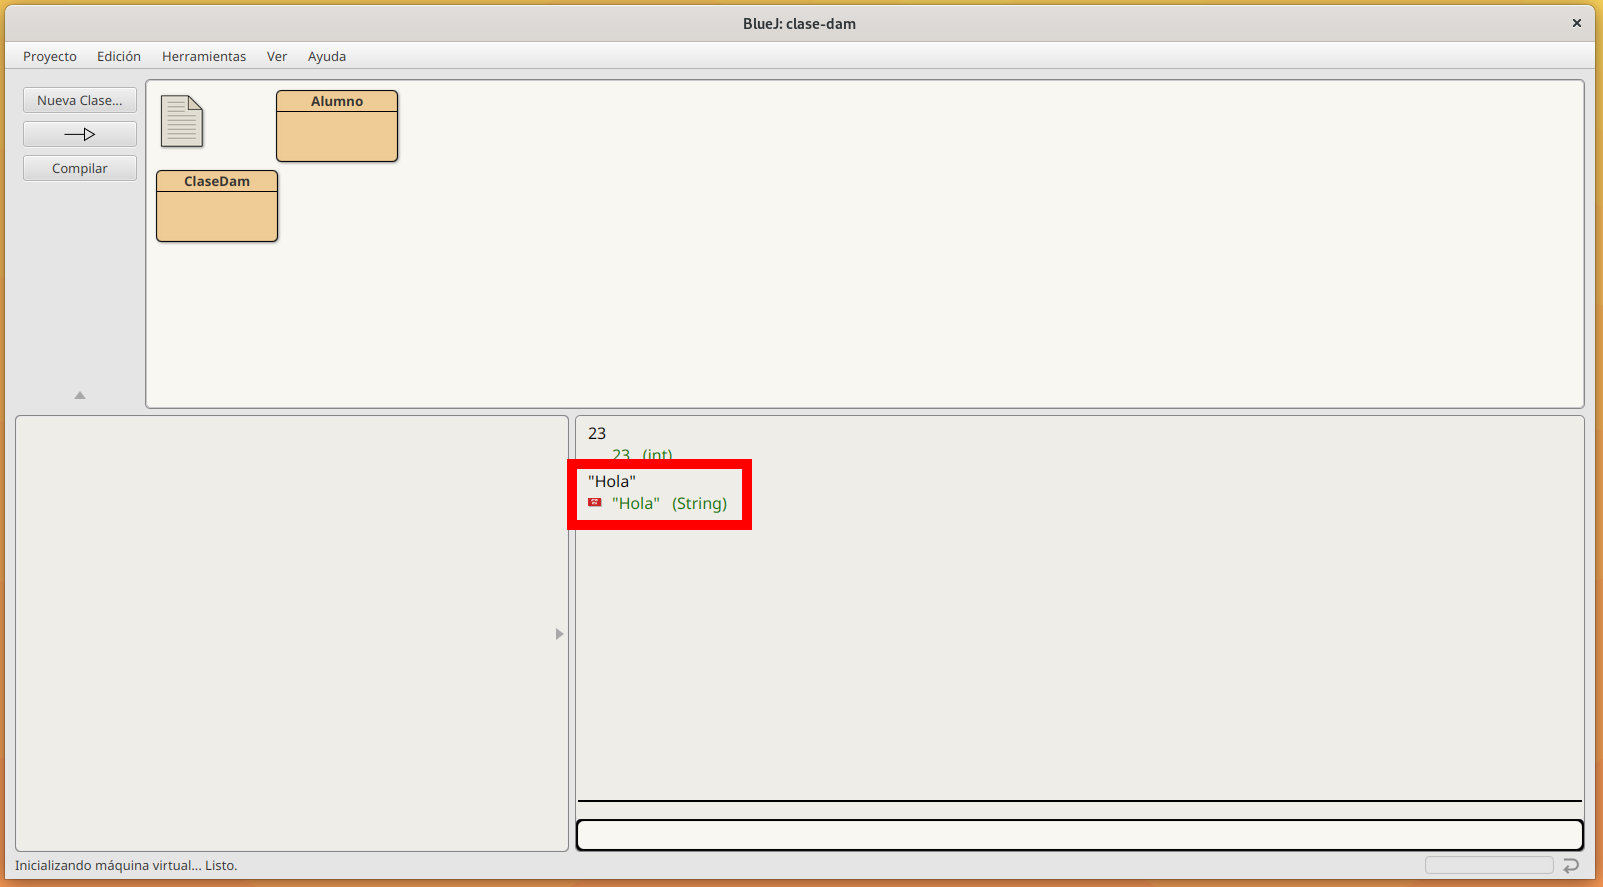 BlueJ: clase-dam
Proyecto Edición Herramientas Ver Ayuda
Nueva Clase...
Compilar
Alumno
ClaseDam
23
23 (int)
"Hola"
"Hola" (String)
Inicializando máquina virtual... Listo.